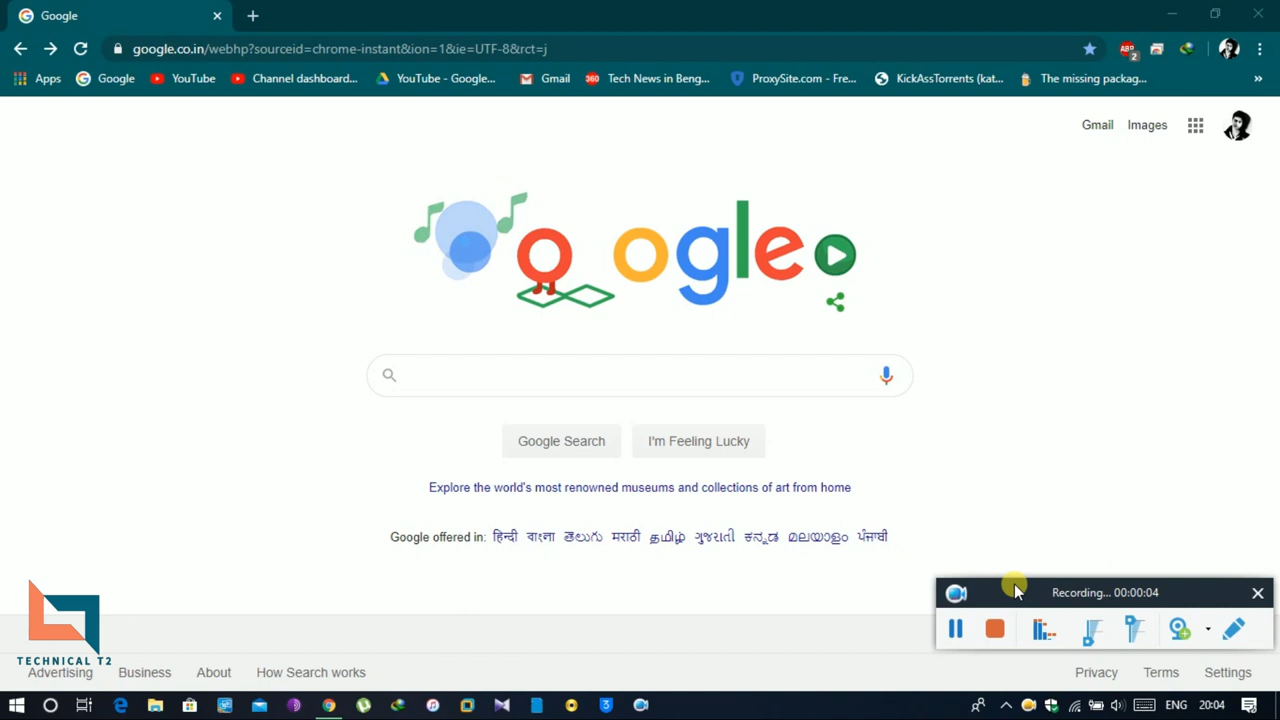 Google
google.co.in/webhp?sourceid=chrome-instant&ion=1&ie=UTF-8&rct=j
ABP
2
Apps Google YouTube Channel dashboard... YouTube - Google... Gmail 360 Tech News in Beng... ProxySite.com - Fre... KickAssTorrents (kat... The missing packag... »
Gmail Images
Google
Google Search I'm Feeling Lucky
Explore the world's most renowned museums and collections of art from home
Google offered in: हिन्दी বাংলা తెలుగు मराठी தமிழ் ગુજરાતી ಕನ್ನಡ മലയാളം ਪੰਜਾਬੀ
Recording... 00:00:04
TECHNICAL T2
Advertising Business About How Search works Privacy Terms Settings
ENG 20:04